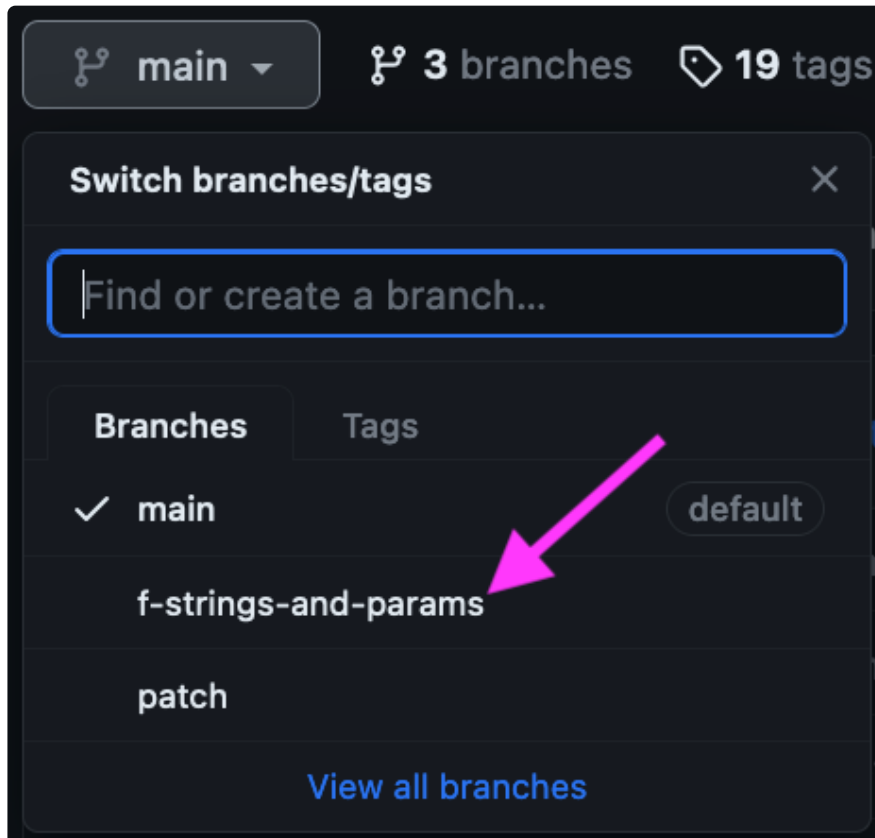 main 3 branches 19 tags
Switch branches/tags
Find or create a branch...
Branches Tags
main default
f-strings-and-params
patch
View all branches